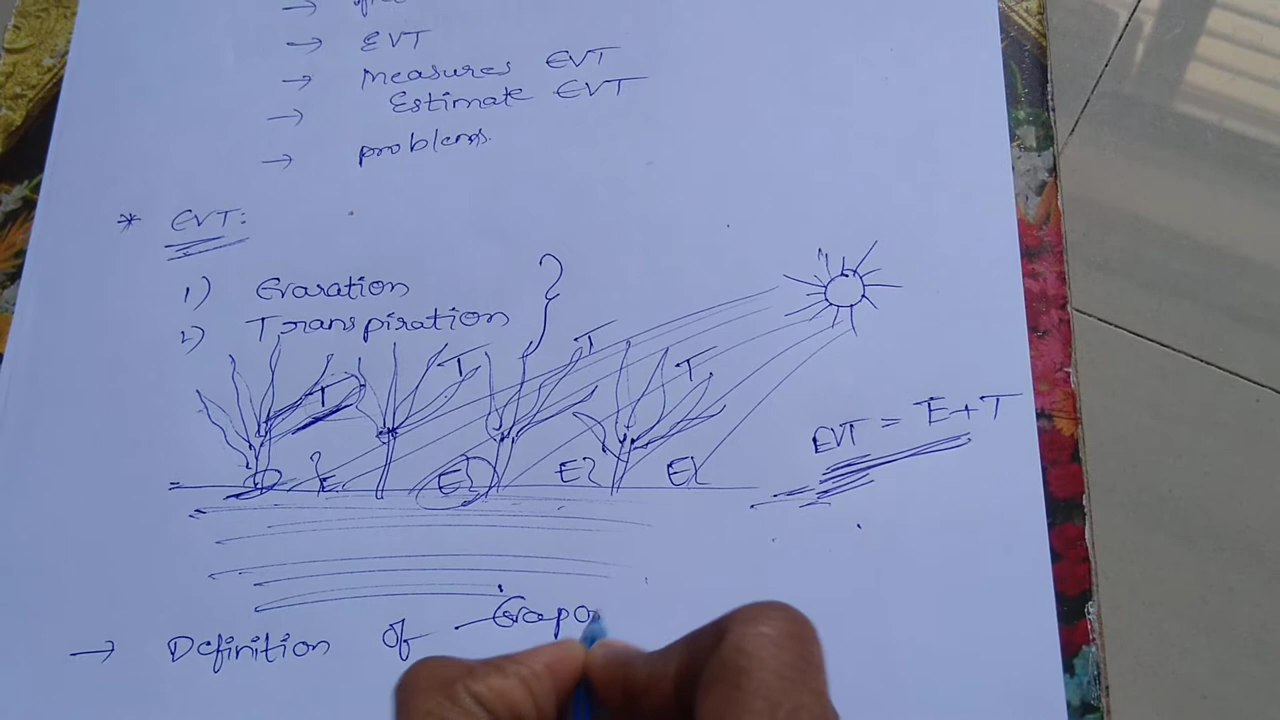 → EVT
→ Measures EVT
→ Estimate EVT
→ problems
* EVT:
1) Evaration
2) Transpiration
T T T T
E E E E
EVT = E+T
→ Definition of Evapo